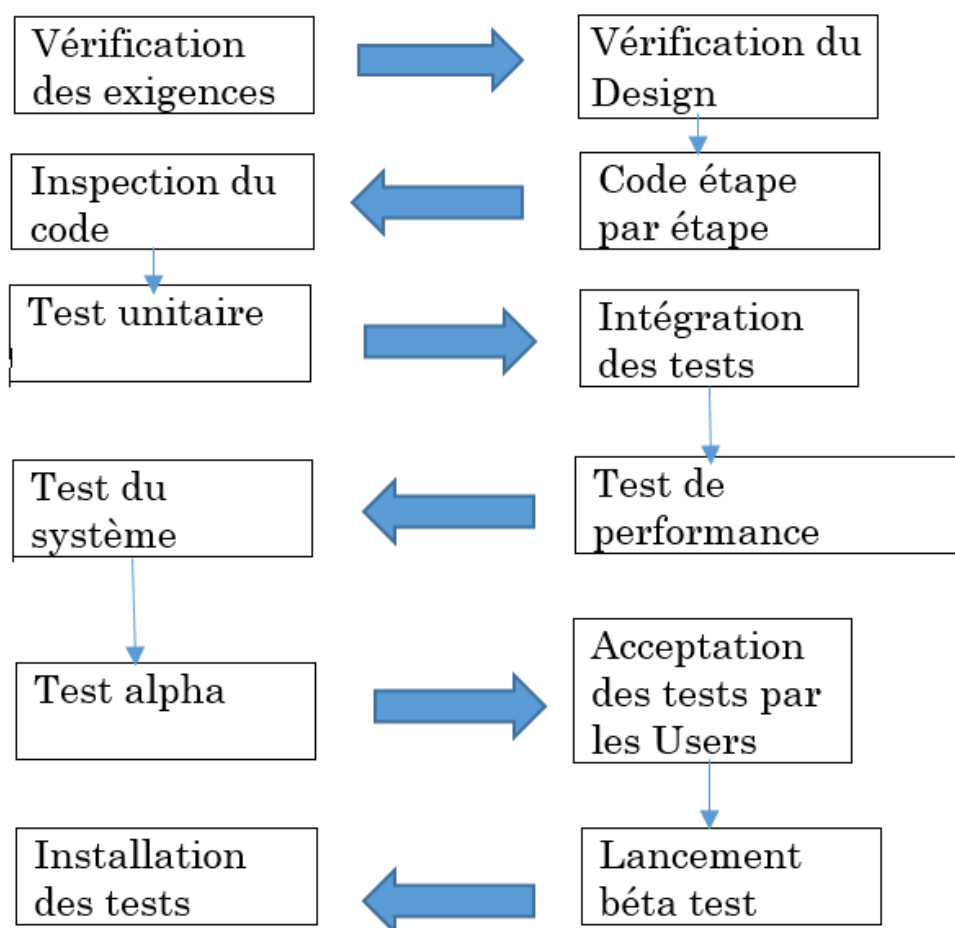 Vérification
des exigences
Vérification du
Design
Inspection du
code
Code étape
par étape
Test unitaire
Intégration
des tests
Test du
système
Test de
performance
Test alpha
Acceptation
des tests par
les Users
Installation
des tests
Lancement
béta test